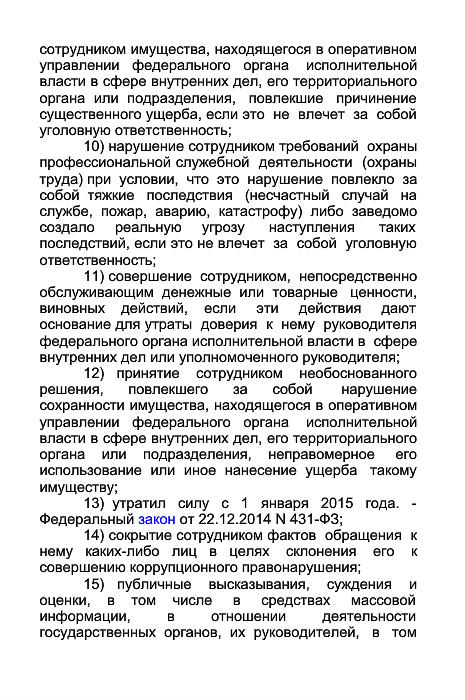 сотрудником имущества, находящегося в оперативном
управлении федерального органа исполнительной
власти в сфере внутренних дел, его территориального
органа или подразделения, повлекшие причинение
существенного ущерба, если это не влечет за собой
уголовную ответственность;
10) нарушение сотрудником требований охраны
профессиональной служебной деятельности (охраны
труда) при условии, что это нарушение повлекло за
собой тяжкие последствия (несчастный случай на
службе, пожар, аварию, катастрофу) либо заведомо
создало реальную угрозу наступления таких
последствий, если это не влечет за собой уголовную
ответственность;
11) совершение сотрудником, непосредственно
обслуживающим денежные или товарные ценности,
виновных действий, если эти действия дают
основание для утраты доверия к нему руководителя
федерального органа исполнительной власти в сфере
внутренних дел или уполномоченного руководителя;
12) принятие сотрудником необоснованного
решения, повлекшего за собой нарушение
сохранности имущества, находящегося в оперативном
управлении федерального органа исполнительной
власти в сфере внутренних дел, его территориального
органа или подразделения, неправомерное его
использование или иное нанесение ущерба такому
имуществу;
13) утратил силу с 1 января 2015 года. -
Федеральный закон от 22.12.2014 N 431-ФЗ;
14) сокрытие сотрудником фактов обращения к
нему каких-либо лиц в целях склонения его к
совершению коррупционного правонарушения;
15) публичные высказывания, суждения и
оценки, в том числе в средствах массовой
информации, в отношении деятельности
государственных органов, их руководителей, в том